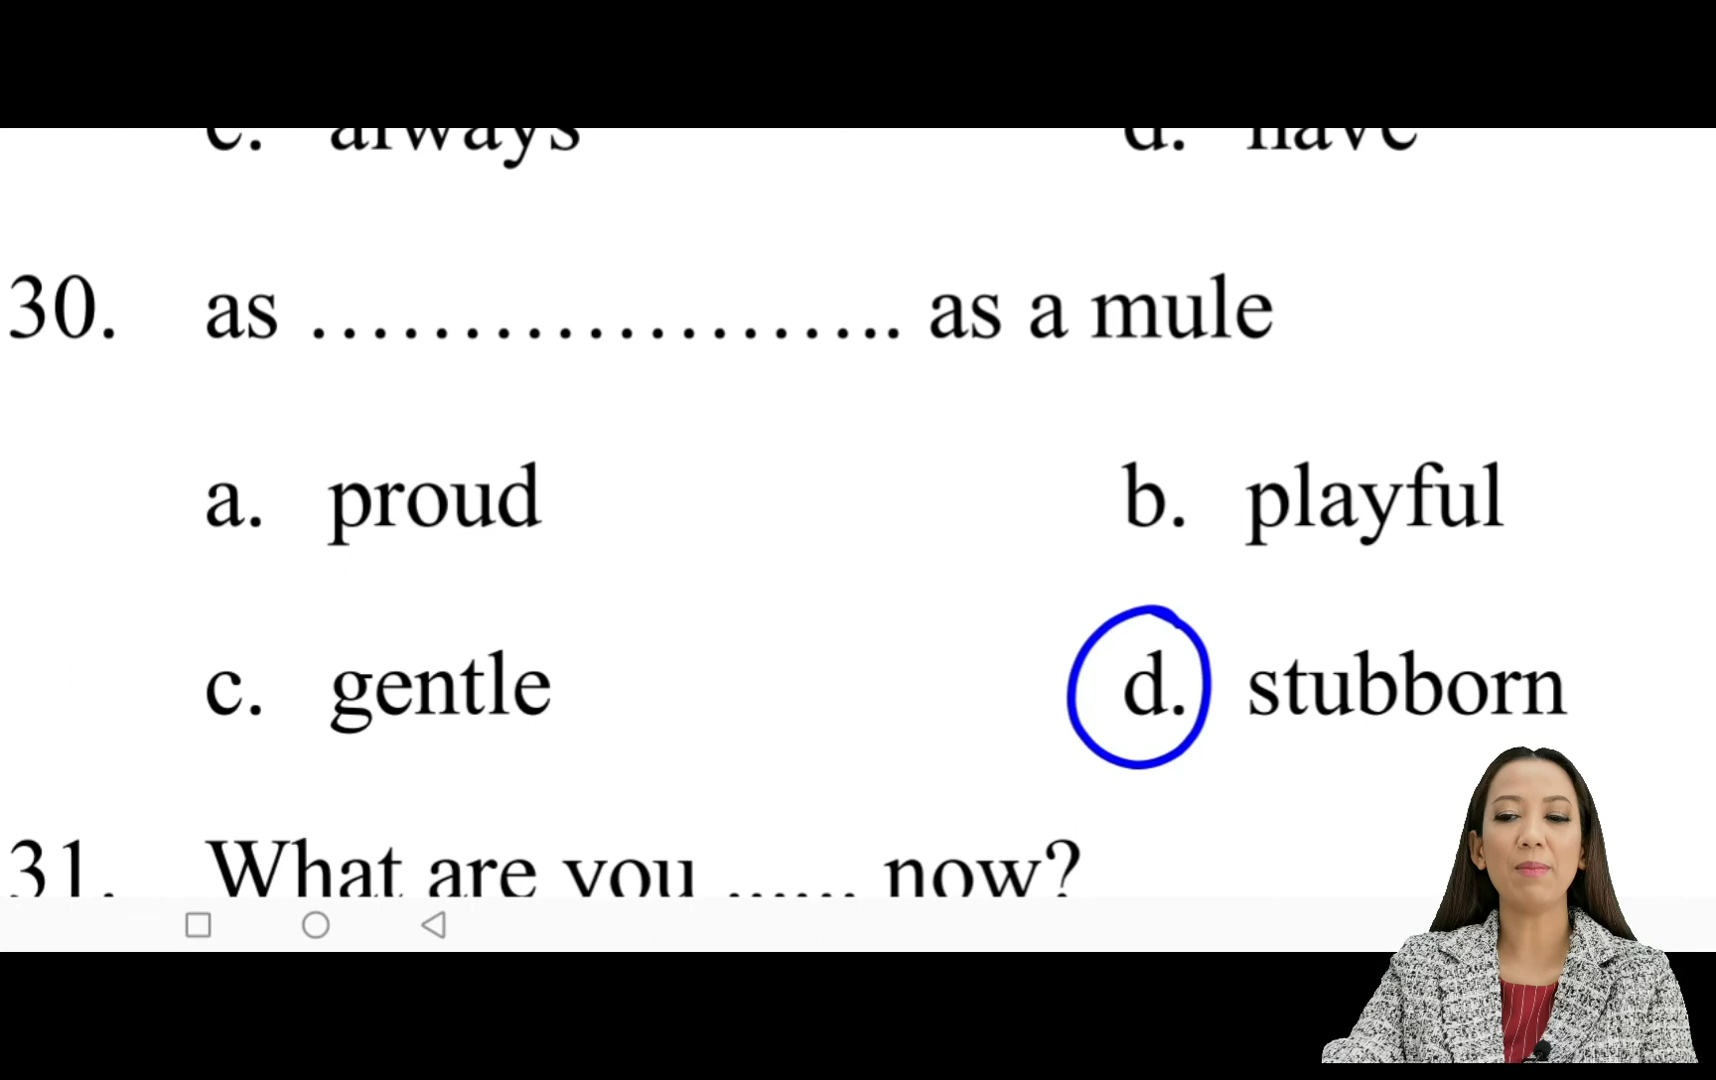 c. always d. have
30. as ........................ as a mule
a. proud b. playful
c. gentle d. stubborn
31. What are you ...... now?